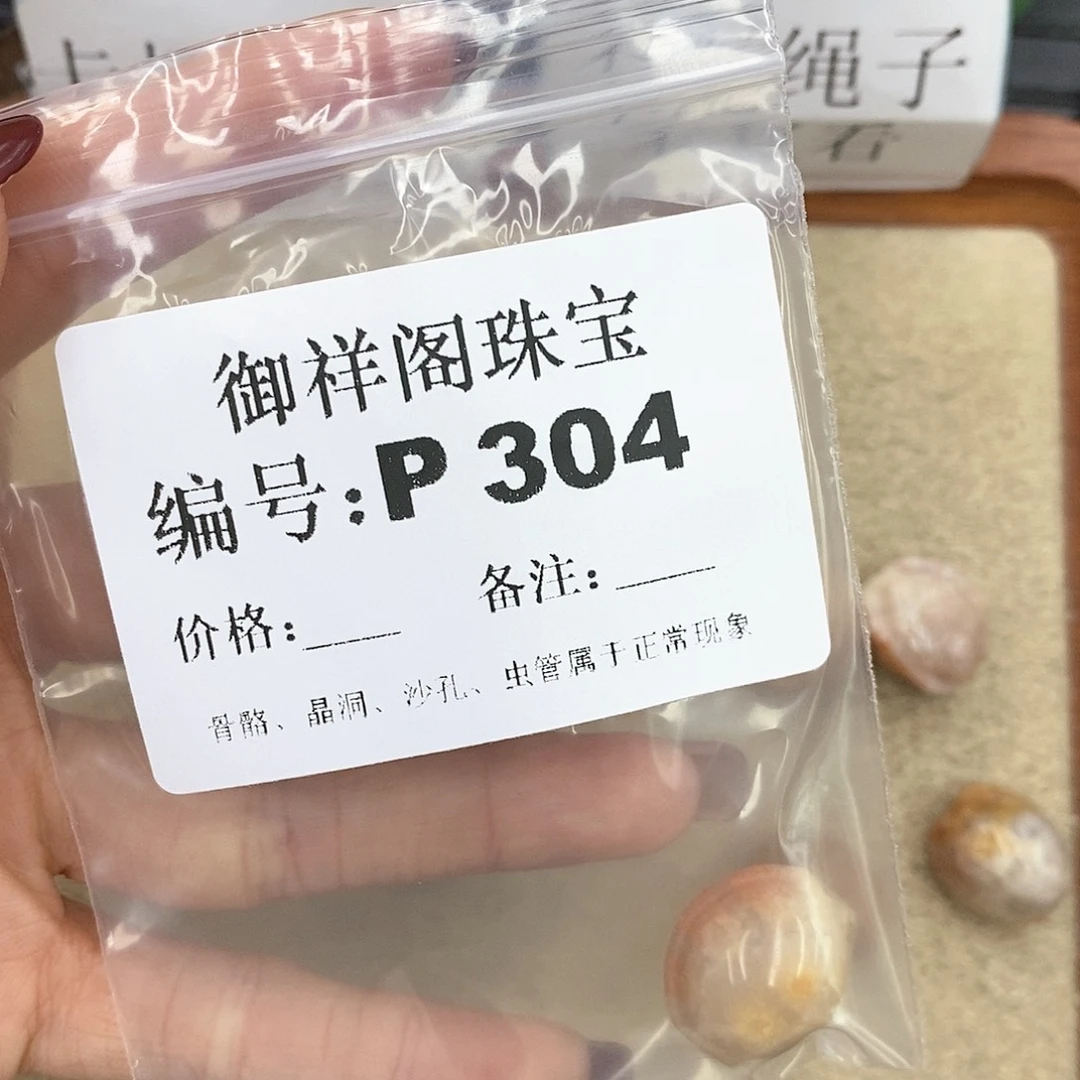 绳子
石
御祥阁珠宝
编号:P 304
价格:____ 备注:____
骨骼、晶洞、沙孔、虫管属于正常现象